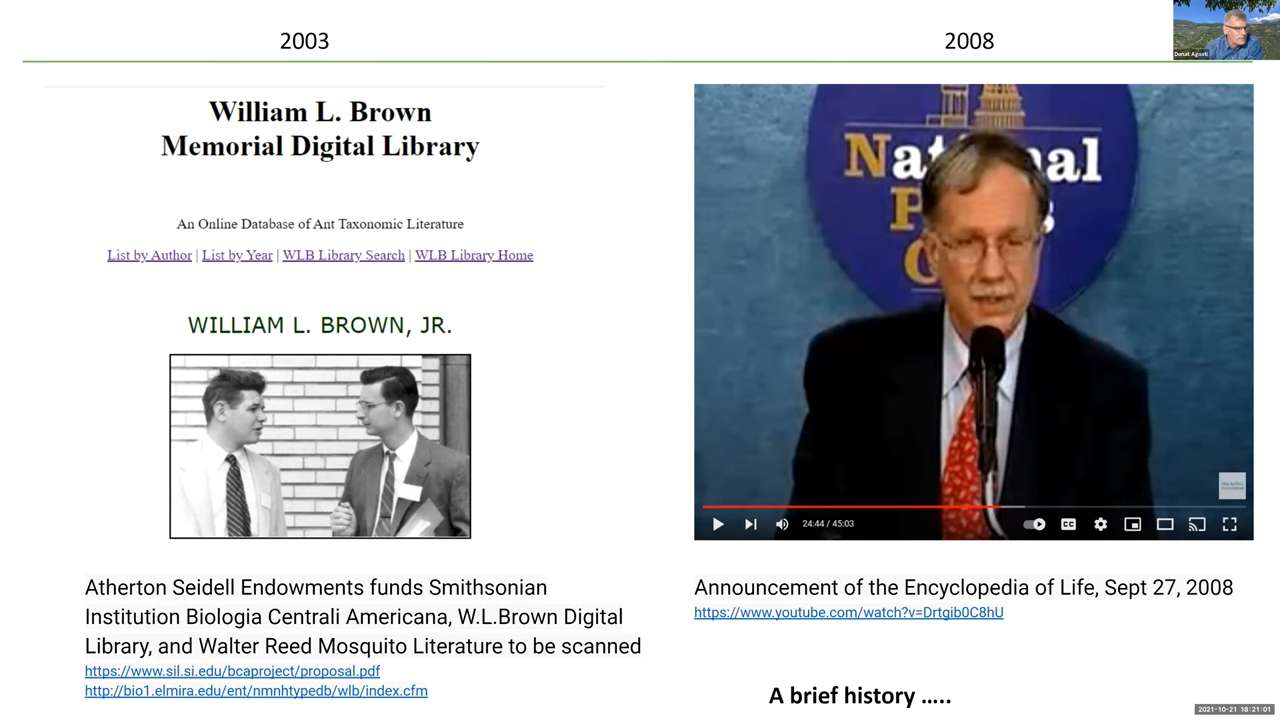 2003
2008
Donat Agosti
William L. Brown
Memorial Digital Library
An Online Database of Ant Taxonomic Literature
List by Author | List by Year | WLB Library Search | WLB Library Home
WILLIAM L. BROWN, JR.
Atherton Seidell Endowments funds Smithsonian
Institution Biologia Centrali Americana, W.L.Brown Digital
Library, and Walter Reed Mosquito Literature to be scanned
https://www.sil.si.edu/bcaproject/proposal.pdf
http://bio1.elmira.edu/ent/nmnhtypedb/wlb/index.cfm
MacArthur
Foundation
24:44 / 45:03
CC
Announcement of the Encyclopedia of Life, Sept 27, 2008
https://www.youtube.com/watch?v=Drtgib0C8hU
A brief history .....
2021-10-21 18:21:01